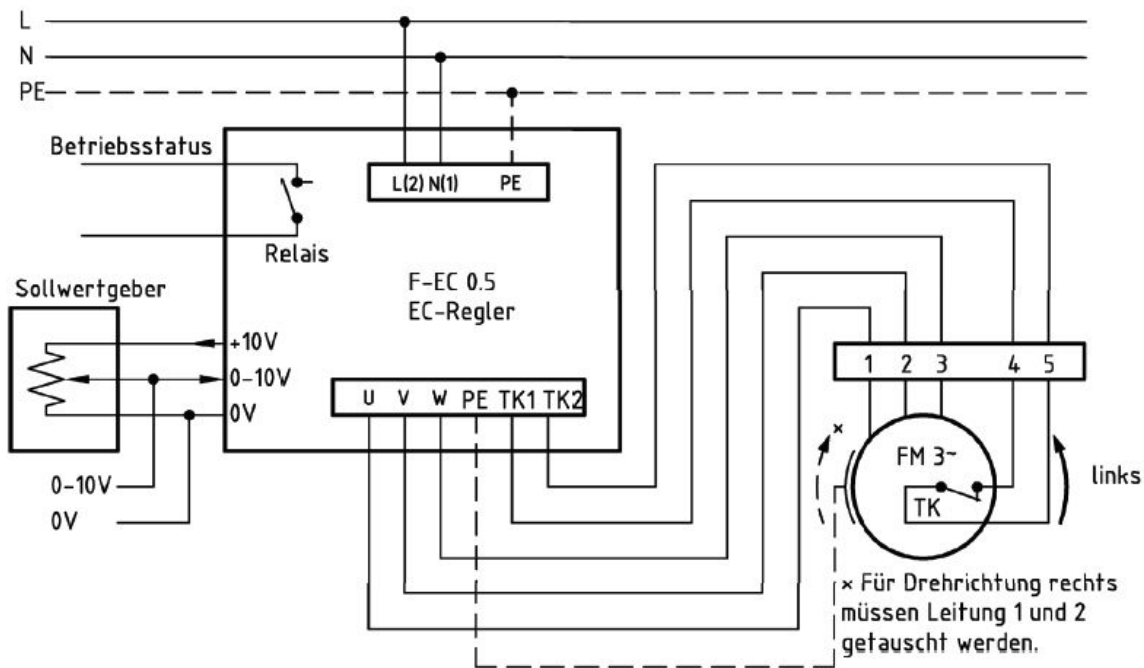 L
N
PE
Betriebsstatus
L(2) N(1) PE
Relais
F-EC 0.5
EC-Regler
Sollwertgeber
+10V
0-10V
0V
U V W PE TK1 TK2
0-10V
0V
1 2 3 4 5
×
FM 3~
TK
links
× Für Drehrichtung rechts
müssen Leitung 1 und 2
getauscht werden.